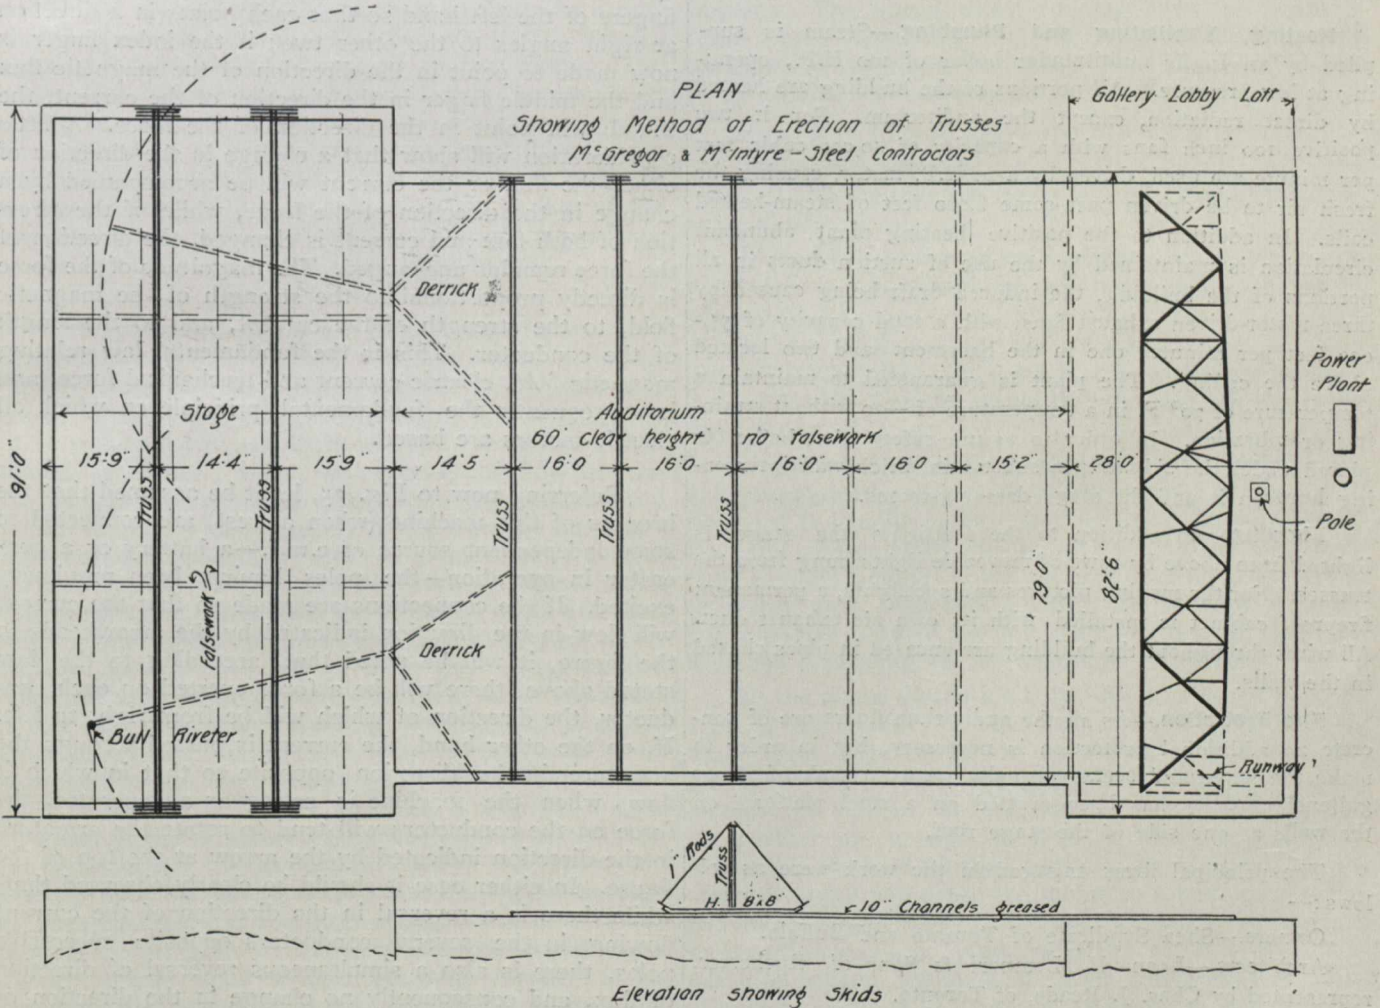 PLAN
Showing Method of Erection of Trusses
McGregor & McIntyre – Steel Contractors
Gallery Lobby Loft
91'-0"
Derrick
Power
Plant
Stage
Auditorium
60' clear height no falsework
15'9" 14'4" 15'9" 14'5 16'0 16'0 16'0" 16'0 15'2" 28'0"
Truss Truss Truss Truss
Pole
79'0"
82'6"
Falsework
Derrick
Bull Riveter
Runway
1" Rods
Truss
H. 8"x8"
10" Channels greased
Elevation showing Skids